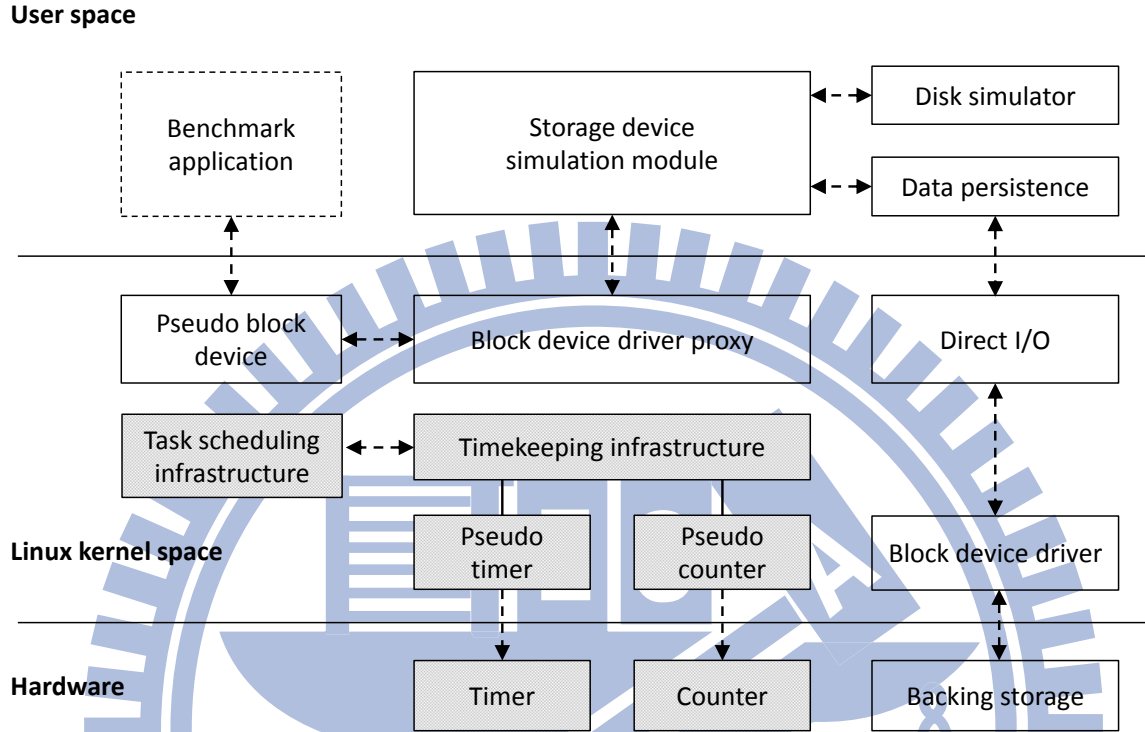 User space
Benchmark
application
Storage device
simulation module
Disk simulator
Data persistence
Pseudo block
device
Block device driver proxy
Direct I/O
Task scheduling
infrastructure
Timekeeping infrastructure
Linux kernel space
Pseudo
timer
Pseudo
counter
Block device driver
Hardware
Timer
Counter
Backing storage